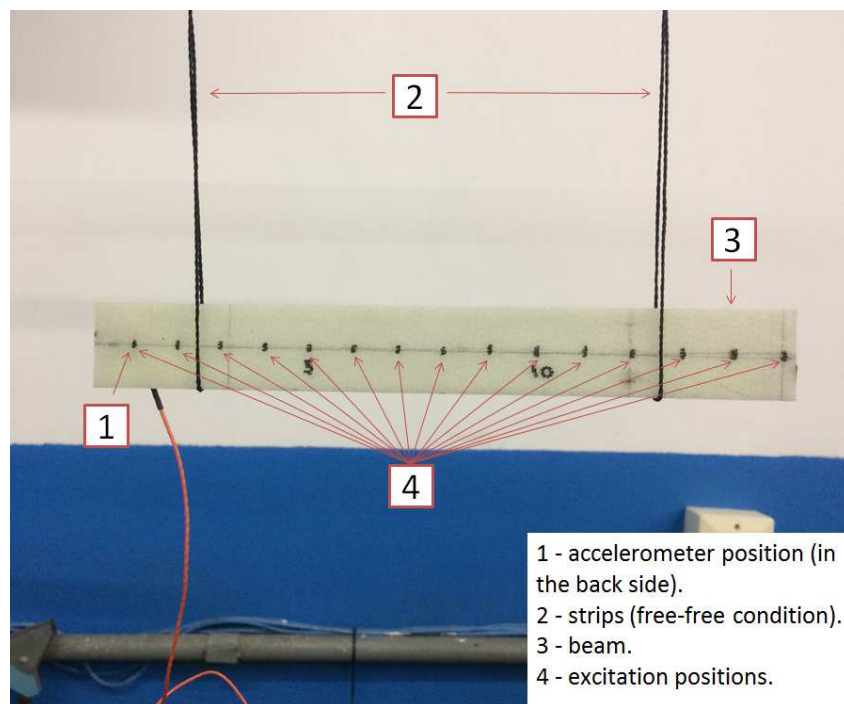 2
3
5
10
1
4
1 - accelerometer position (in
the back side).
2 - strips (free-free condition).
3 - beam.
4 - excitation positions.